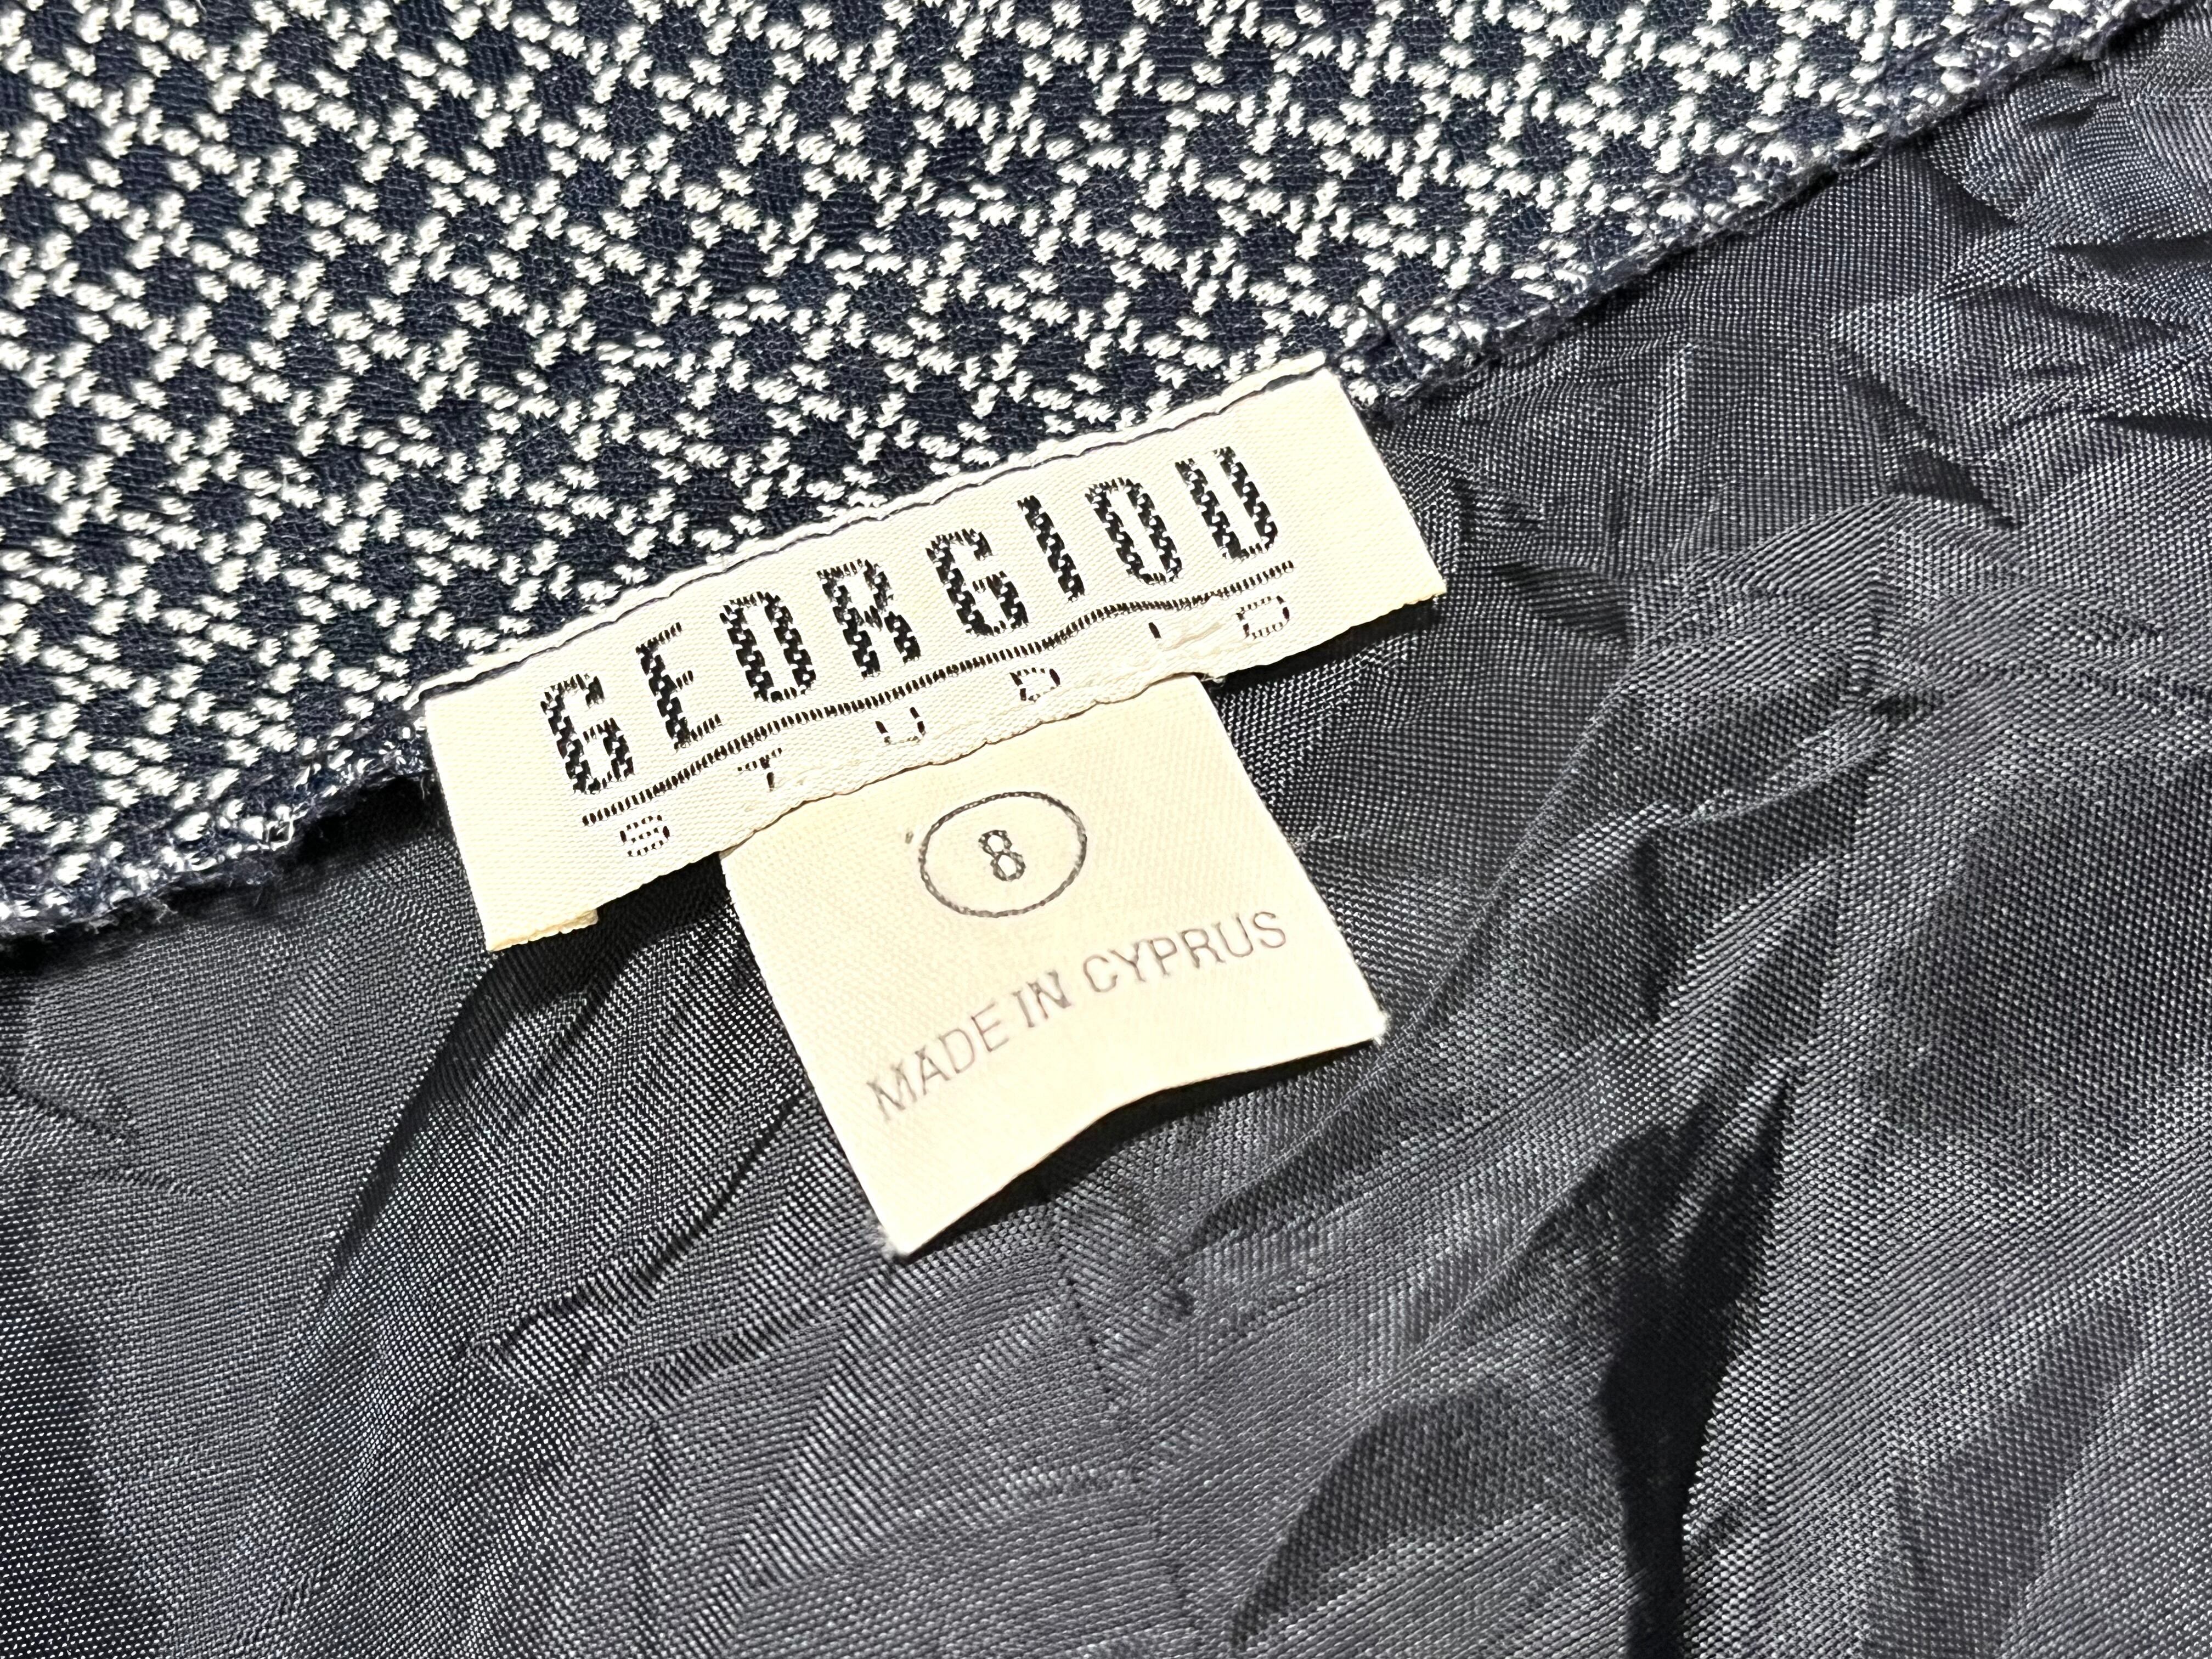 GEORGIOU
STUDIO
8
MADE IN CYPRUS